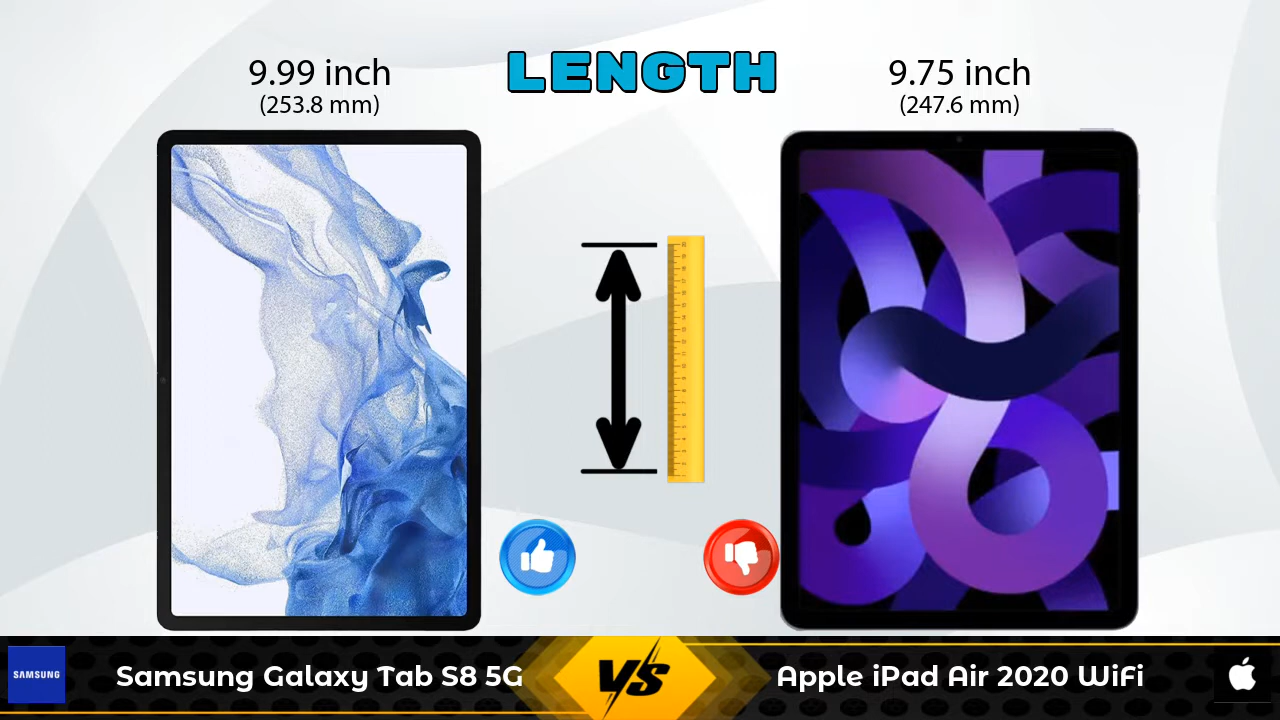 LENGTH
9.99 inch
(253.8 mm)
9.75 inch
(247.6 mm)
SAMSUNG
Samsung Galaxy Tab S8 5G
VS
Apple iPad Air 2020 WiFi